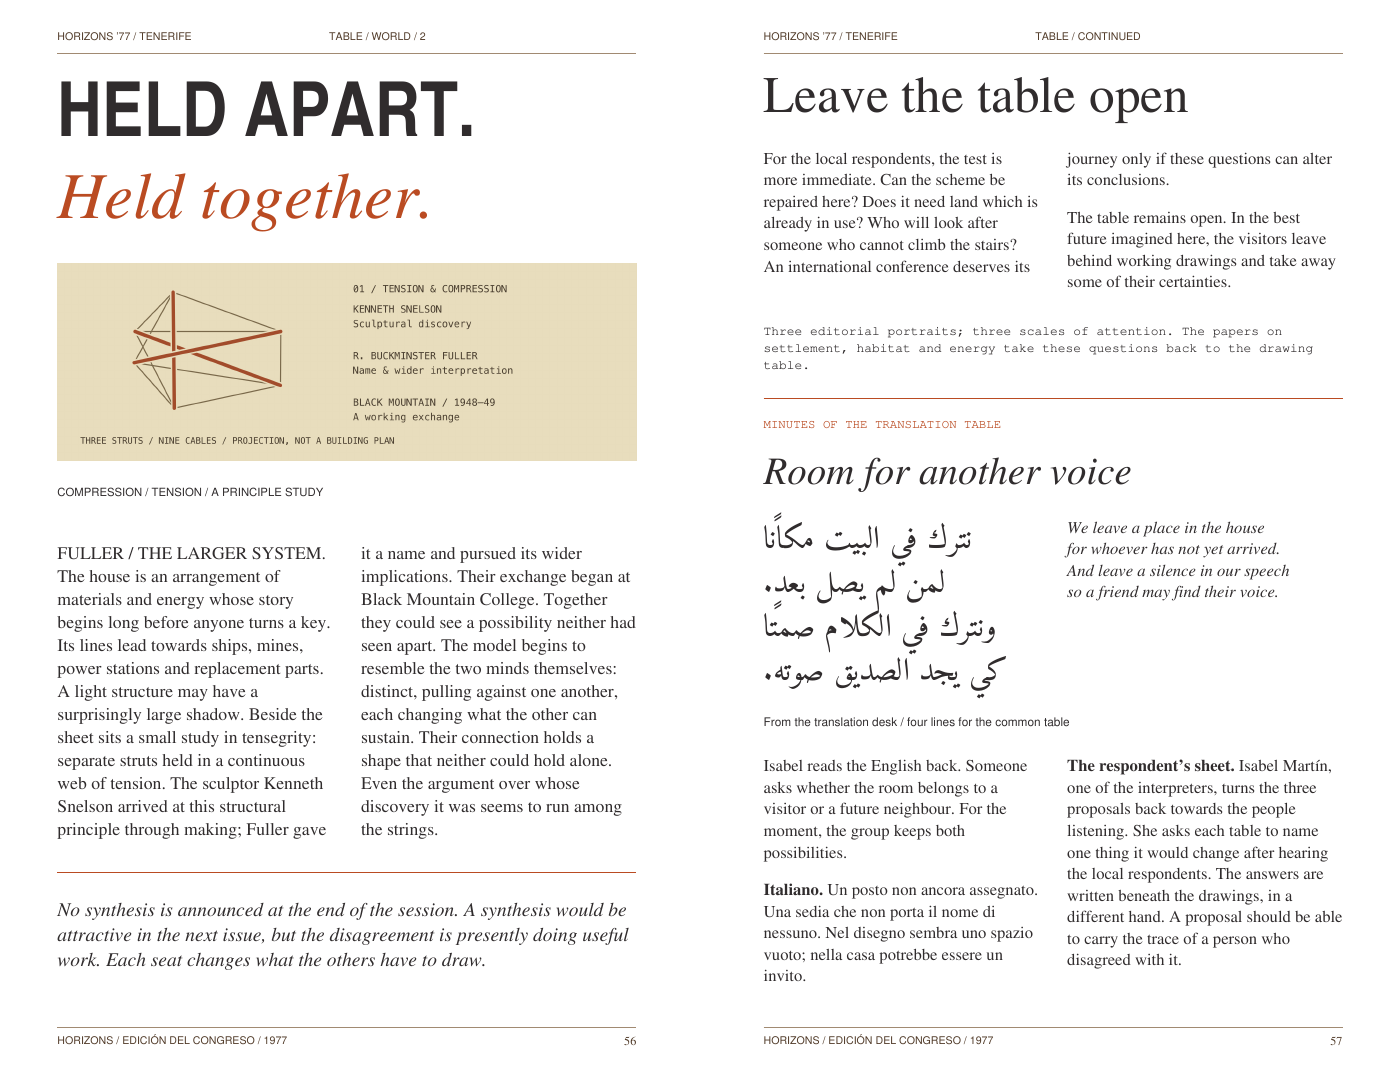 HORIZONS ’77 / TENERIFE
TABLE / WORLD / 2
HELD APART.
Held together.
01 / TENSION & COMPRESSION
KENNETH SNELSON
Sculptural discovery
R. BUCKMINSTER FULLER
Name & wider interpretation
BLACK MOUNTAIN / 1948–49
A working exchange
THREE STRUTS / NINE CABLES / PROJECTION, NOT A BUILDING PLAN
COMPRESSION / TENSION / A PRINCIPLE STUDY
FULLER / THE LARGER SYSTEM.
The house is an arrangement of
materials and energy whose story
begins long before anyone turns a key.
Its lines lead towards ships, mines,
power stations and replacement parts.
A light structure may have a
surprisingly large shadow. Beside the
sheet sits a small study in tensegrity:
separate struts held in a continuous
web of tension. The sculptor Kenneth
Snelson arrived at this structural
principle through making; Fuller gave
it a name and pursued its wider
implications. Their exchange began at
Black Mountain College. Together
they could see a possibility neither had
seen apart. The model begins to
resemble the two minds themselves:
distinct, pulling against one another,
each changing what the other can
sustain. Their connection holds a
shape that neither could hold alone.
Even the argument over whose
discovery it was seems to run among
the strings.
No synthesis is announced at the end of the session. A synthesis would be
attractive in the next issue, but the disagreement is presently doing useful
work. Each seat changes what the others have to draw.
HORIZONS / EDICIÓN DEL CONGRESO / 1977
56
HORIZONS ’77 / TENERIFE
TABLE / CONTINUED
Leave the table open
For the local respondents, the test is
more immediate. Can the scheme be
repaired here? Does it need land which is
already in use? Who will look after
someone who cannot climb the stairs?
An international conference deserves its
journey only if these questions can alter
its conclusions.
The table remains open. In the best
future imagined here, the visitors leave
behind working drawings and take away
some of their certainties.
Three editorial portraits; three scales of attention. The papers on
settlement, habitat and energy take these questions back to the drawing
table.
MINUTES OF THE TRANSLATION TABLE
Room for another voice
نترك في البيت مكانًا
لمن لم يصل بعد.
ونترك في الكلام صمتًا
كي يجد الصديق صوته.
We leave a place in the house
for whoever has not yet arrived.
And leave a silence in our speech
so a friend may find their voice.
From the translation desk / four lines for the common table
Isabel reads the English back. Someone
asks whether the room belongs to a
visitor or a future neighbour. For the
moment, the group keeps both
possibilities.
Italiano. Un posto non ancora assegnato.
Una sedia che non porta il nome di
nessuno. Nel disegno sembra uno spazio
vuoto; nella casa potrebbe essere un
invito.
The respondent’s sheet. Isabel Martín,
one of the interpreters, turns the three
proposals back towards the people
listening. She asks each table to name
one thing it would change after hearing
the local respondents. The answers are
written beneath the drawings, in a
different hand. A proposal should be able
to carry the trace of a person who
disagreed with it.
HORIZONS / EDICIÓN DEL CONGRESO / 1977
57